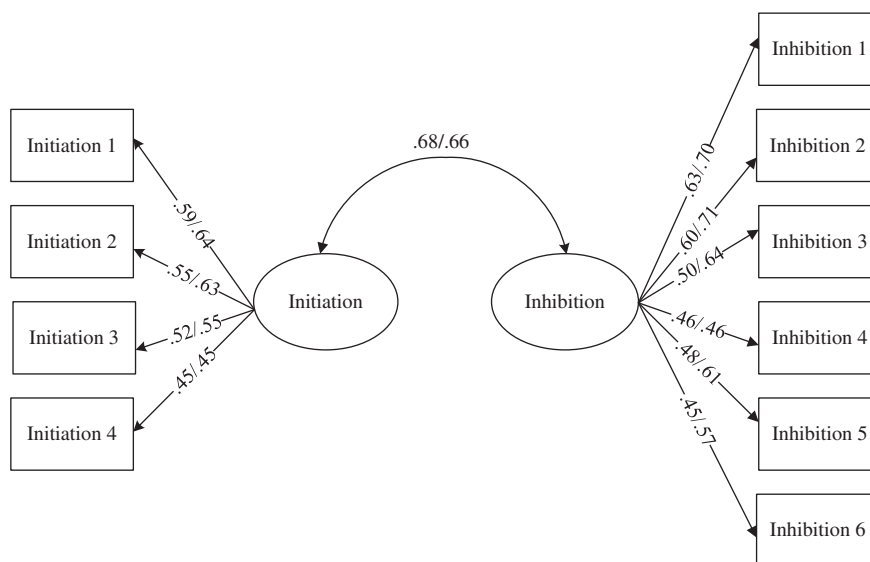 Initiation 1
Initiation 2
Initiation 3
Initiation 4
.59/.64
.55/.63
.52/.55
.45/.45
Initiation
.68/.66
Inhibition
.63/.70
.60/.71
.50/.64
.46/.46
.48/.61
.45/.57
Inhibition 1
Inhibition 2
Inhibition 3
Inhibition 4
Inhibition 5
Inhibition 6